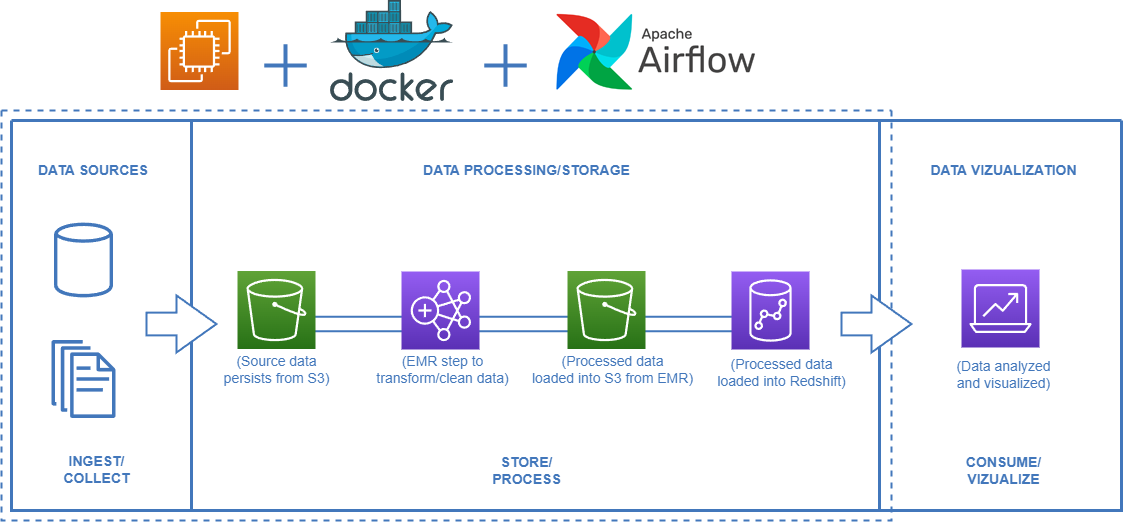 docker
Apache
Airflow
DATA SOURCES
DATA PROCESSING/STORAGE
DATA VIZUALIZATION
(Source data
persists from S3)
(EMR step to
transform/clean data)
(Processed data
loaded into S3 from EMR)
(Processed data
loaded into Redshift)
(Data analyzed
and visualized)
INGEST/
COLLECT
STORE/
PROCESS
CONSUME/
VIZUALIZE